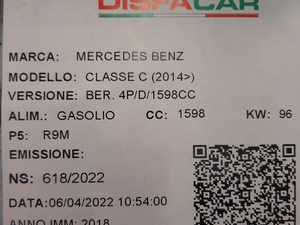 DISFACAR
MARCA: MERCEDES BENZ
MODELLO: CLASSE C (2014>)
VERSIONE: BER. 4P/D/1598CC
ALIM.: GASOLIO CC: 1598 KW: 96
P5: R9M
EMISSIONE:
NS: 618/2022
DATA:06/04/2022 10:54:00
ANNO IMM: 2018